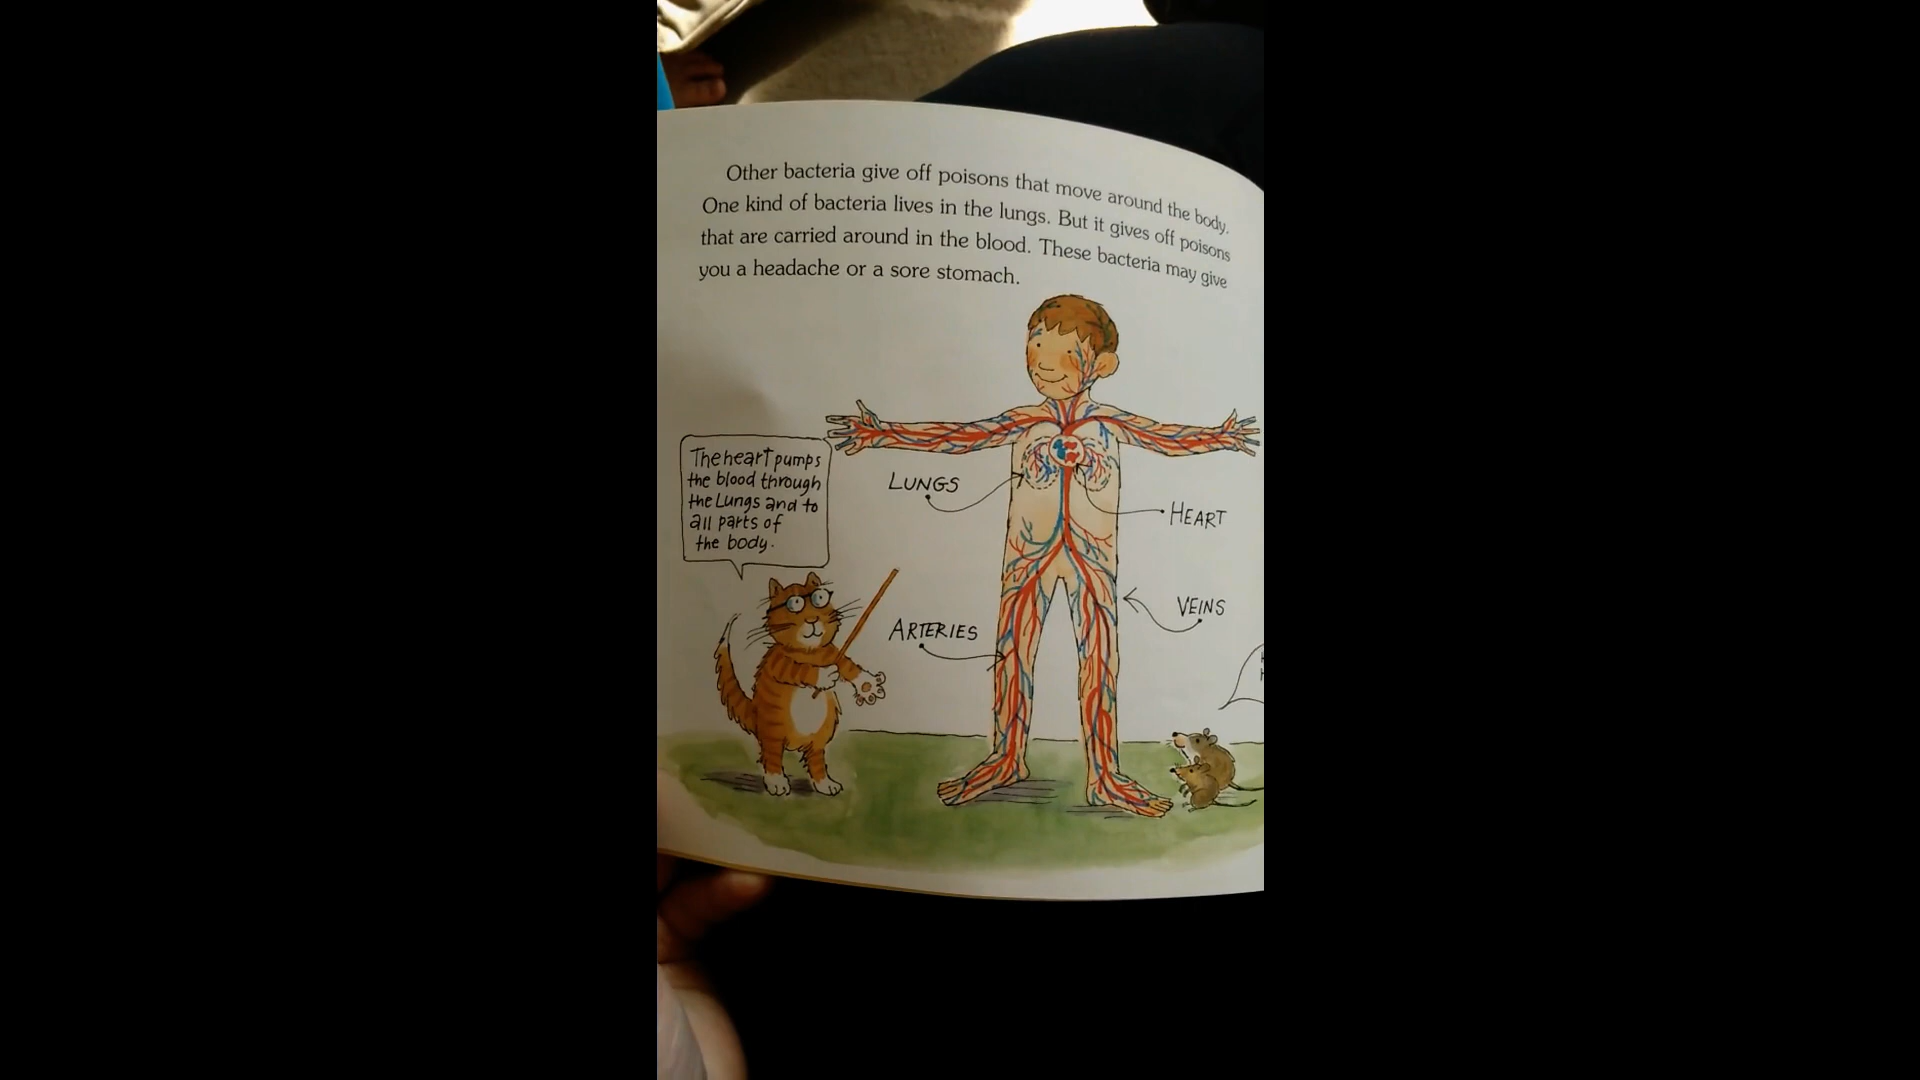 Other bacteria give off poisons that move around the body.
One kind of bacteria lives in the lungs. But it gives off poisons
that are carried around in the blood. These bacteria may give
you a headache or a sore stomach.
The heart pumps
the blood through
the Lungs and to
all parts of
the body.
LUNGS
HEART
VEINS
ARTERIES